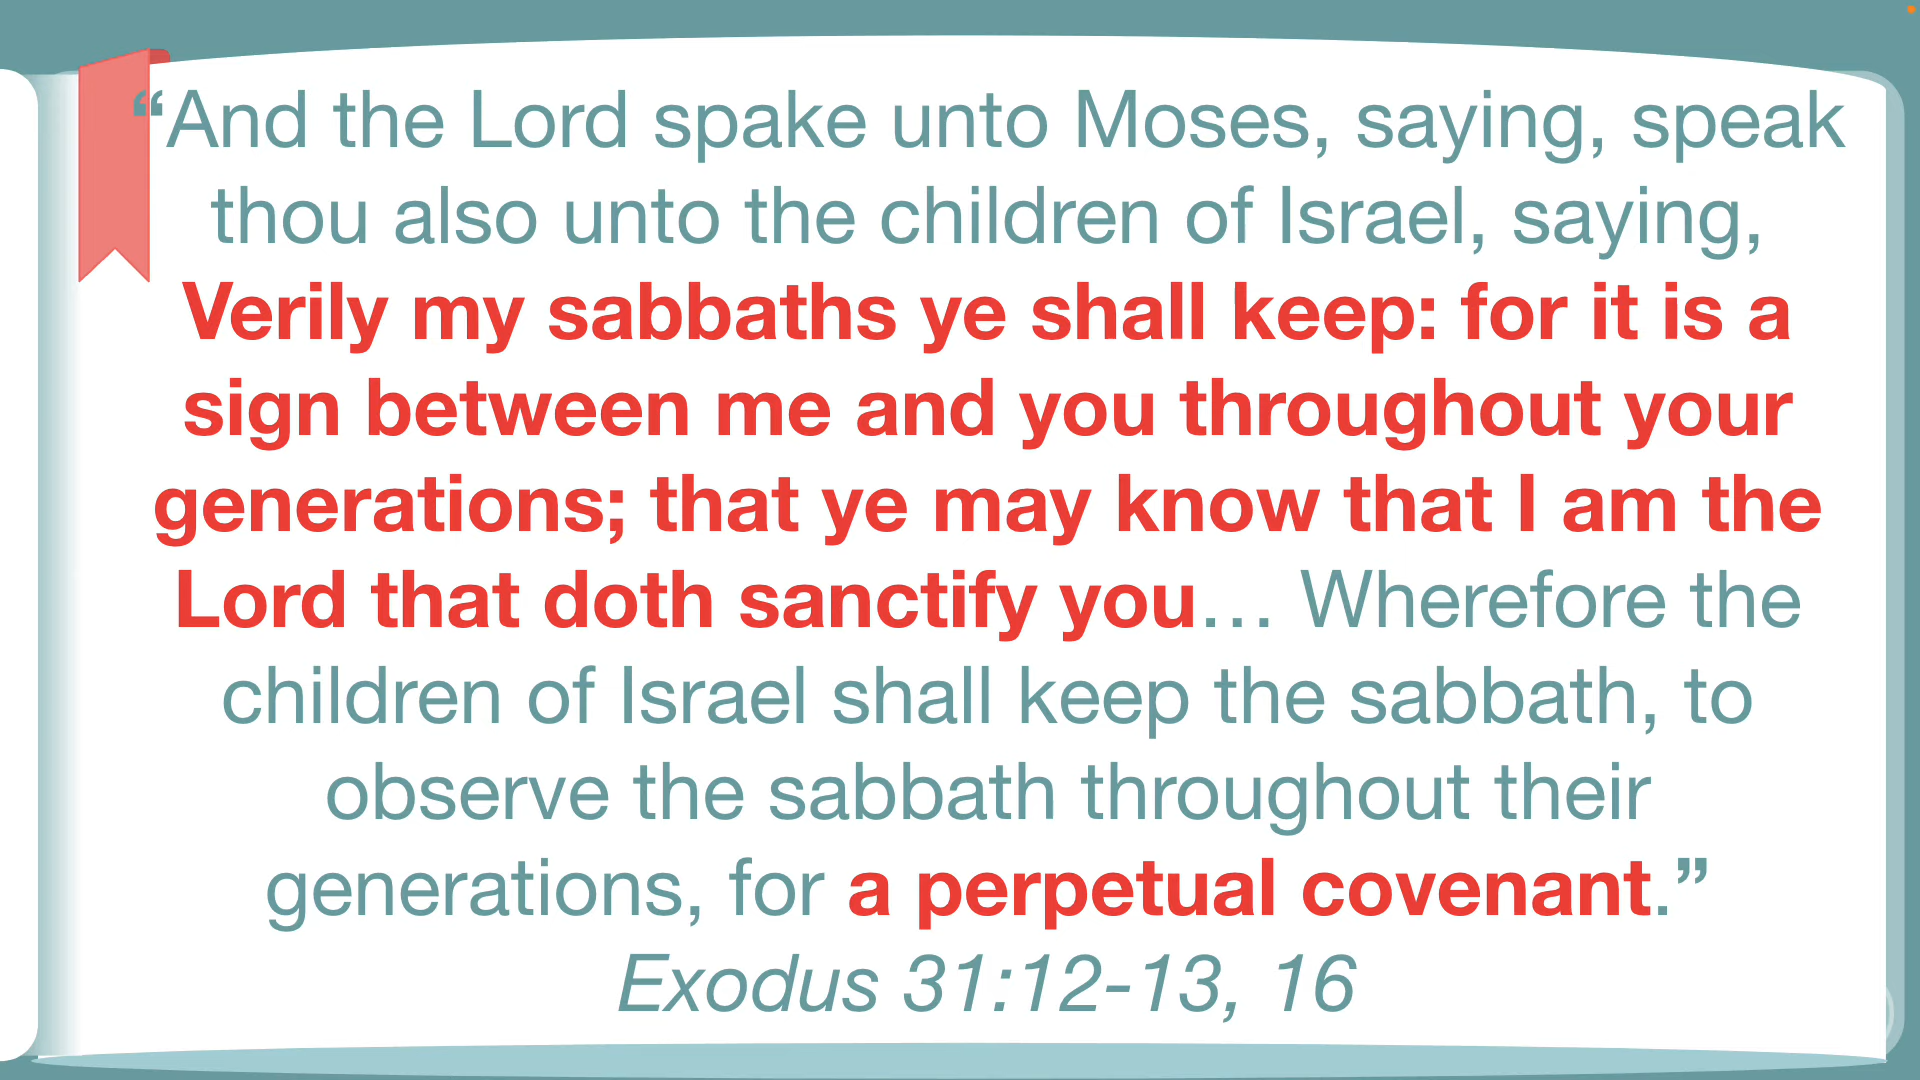 “And the Lord spake unto Moses, saying, speak
thou also unto the children of Israel, saying,
Verily my sabbaths ye shall keep: for it is a
sign between me and you throughout your
generations; that ye may know that I am the
Lord that doth sanctify you… Wherefore the
children of Israel shall keep the sabbath, to
observe the sabbath throughout their
generations, for a perpetual covenant.”
Exodus 31:12-13, 16